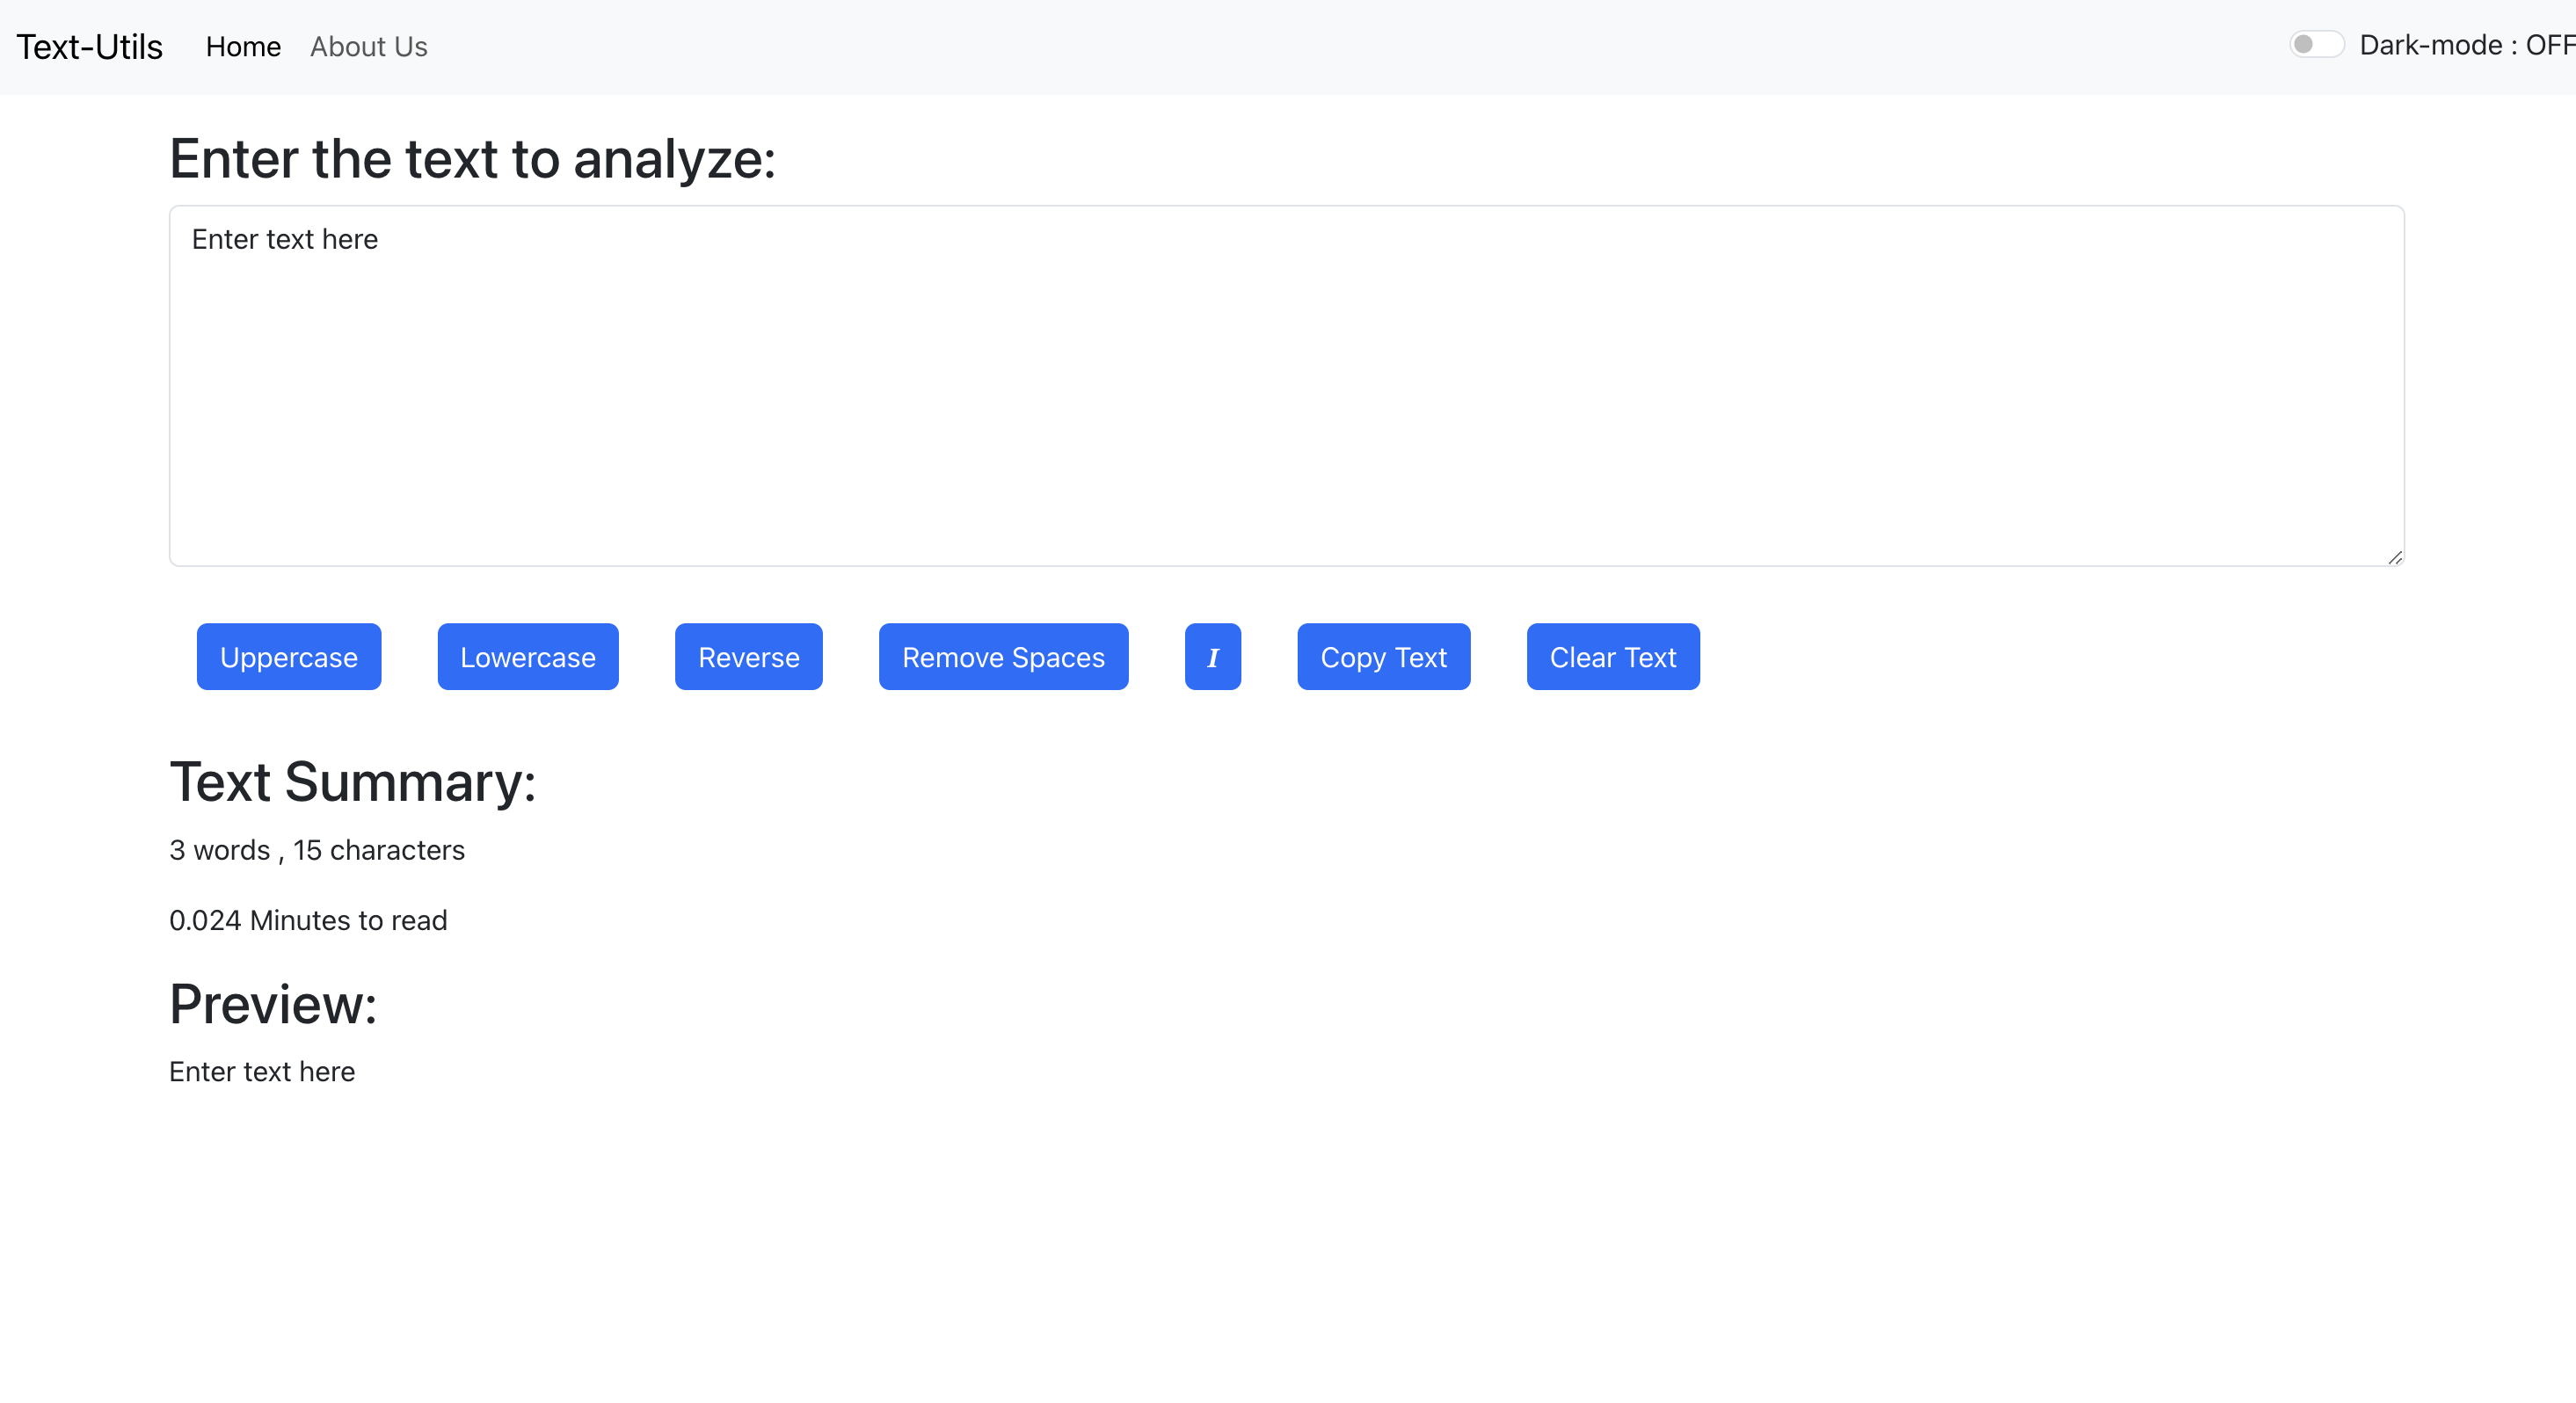 Text-Utils Home About Us Dark-mode : OFF
Enter the text to analyze:
Enter text here
Uppercase Lowercase Reverse Remove Spaces I Copy Text Clear Text
Text Summary:
3 words , 15 characters
0.024 Minutes to read
Preview:
Enter text here